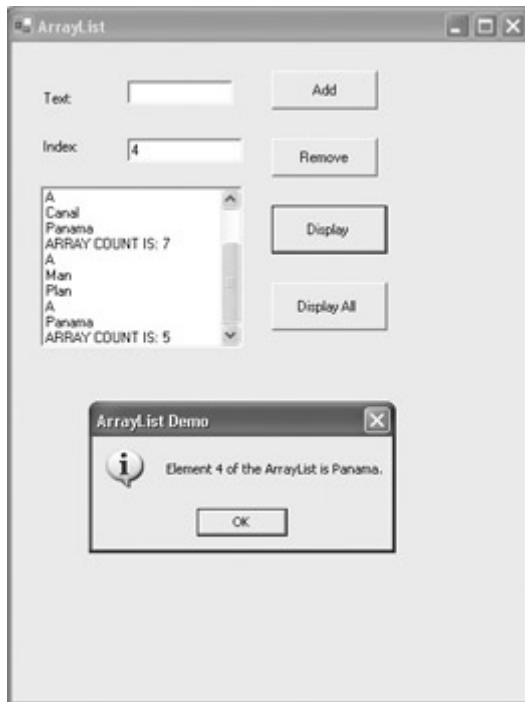 ArrayList
Text:
Add
Index:
4
Remove
A
Canal
Panama
ARRAY COUNT IS: 7
A
Man
Plan
A
Panama
ARRAY COUNT IS: 5
Display
Display All
ArrayList Demo
Element 4 of the ArrayList is Panama.
OK